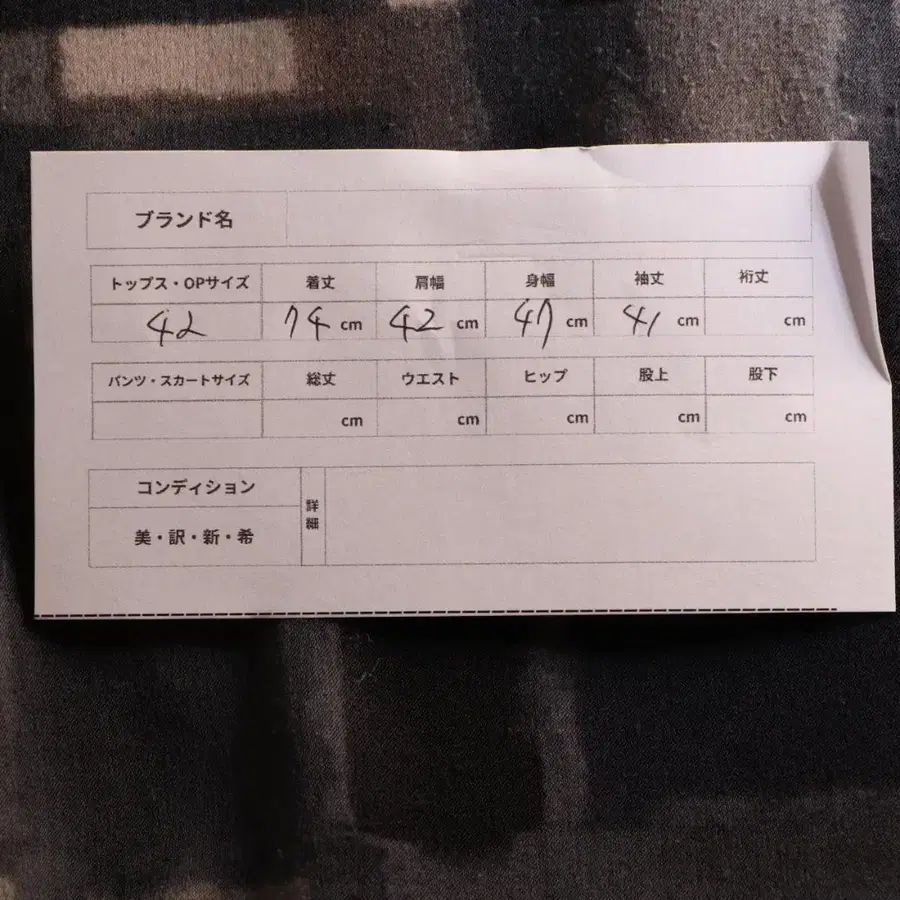 ブランド名
トップス・OPサイズ 着丈 肩幅 身幅 袖丈 裄丈
42 74 cm 42 cm 47 cm 41 cm cm
パンツ・スカートサイズ 総丈 ウエスト ヒップ 股上 股下
cm cm cm cm cm
コンディション 詳細
美・訳・新・希